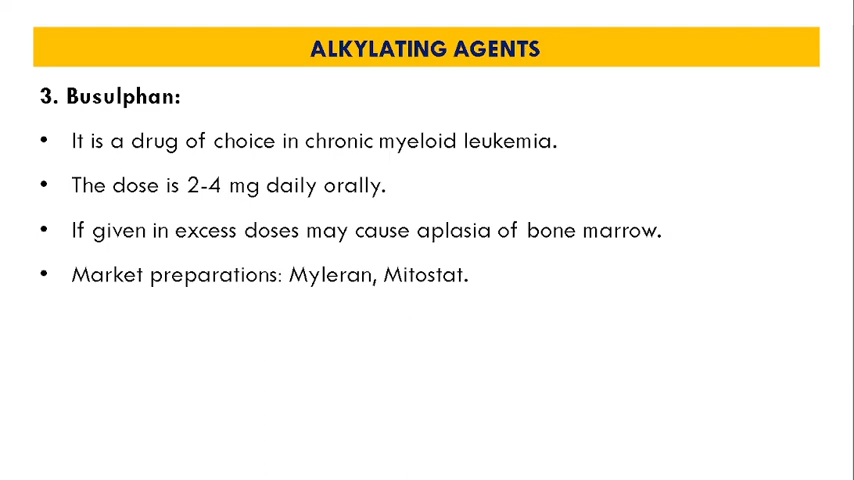 ALKYLATING AGENTS
3. Busulphan:
• It is a drug of choice in chronic myeloid leukemia.
• The dose is 2-4 mg daily orally.
• If given in excess doses may cause aplasia of bone marrow.
• Market preparations: Myleran, Mitostat.